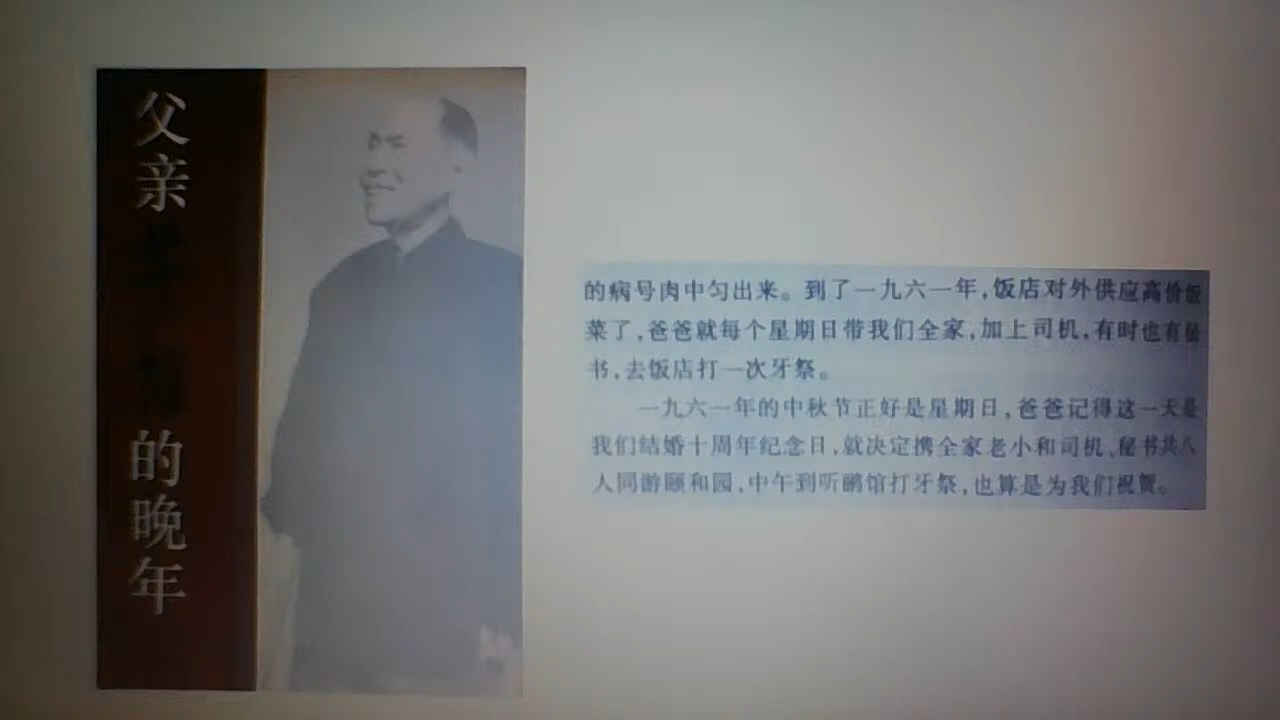 父亲
的晚年
的病号肉中匀出来。到了一九六一年,饭店对外供应高价饭
菜了,爸爸就每个星期日带我们全家,加上司机,有时也有秘
书,去饭店打一次牙祭。
一九六一年的中秋节正好是星期日,爸爸记得这一天是
我们结婚十周年纪念日,就决定携全家老小和司机、秘书共八
人同游颐和园,中午到听鹂馆打牙祭,也算是为我们祝贺。